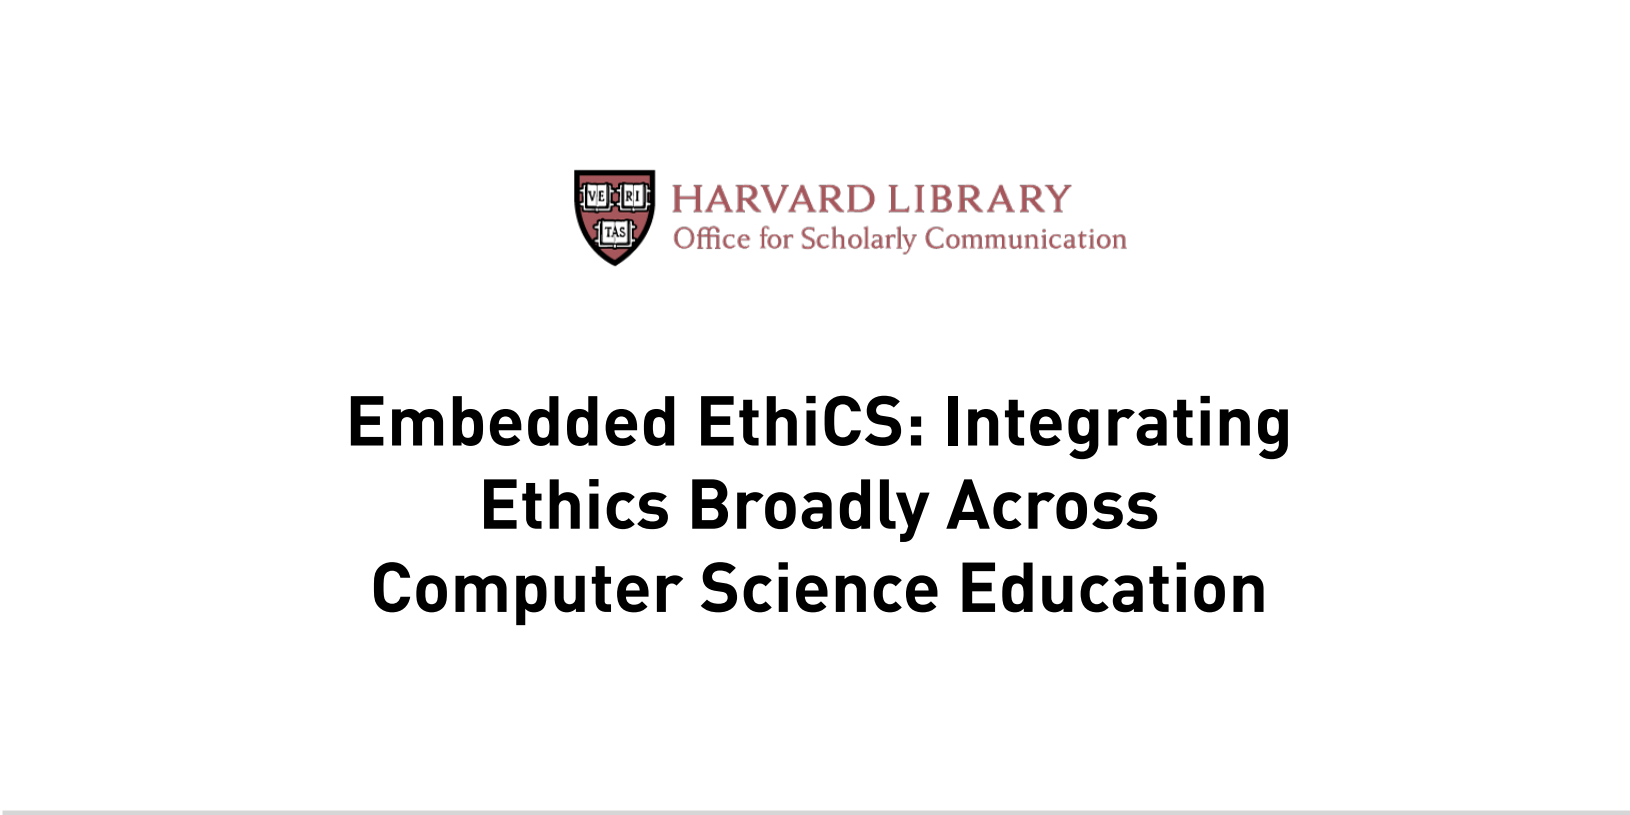 VE RI
TAS
HARVARD LIBRARY
Office for Scholarly Communication
Embedded EthiCS: Integrating
Ethics Broadly Across
Computer Science Education